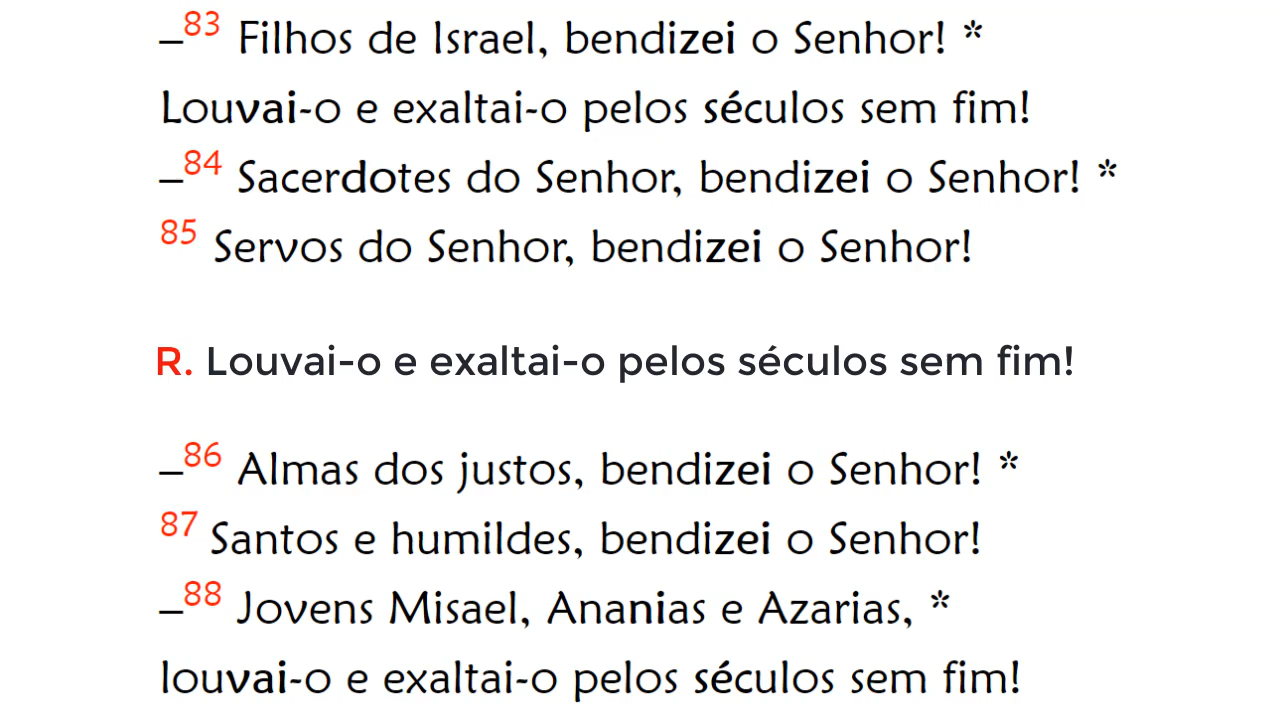 –83 Filhos de Israel, bendizei o Senhor! *
Louvai-o e exaltai-o pelos séculos sem fim!
–84 Sacerdotes do Senhor, bendizei o Senhor! *
85 Servos do Senhor, bendizei o Senhor!
R. Louvai-o e exaltai-o pelos séculos sem fim!
–86 Almas dos justos, bendizei o Senhor! *
87 Santos e humildes, bendizei o Senhor!
–88 Jovens Misael, Ananias e Azarias, *
louvai-o e exaltai-o pelos séculos sem fim!